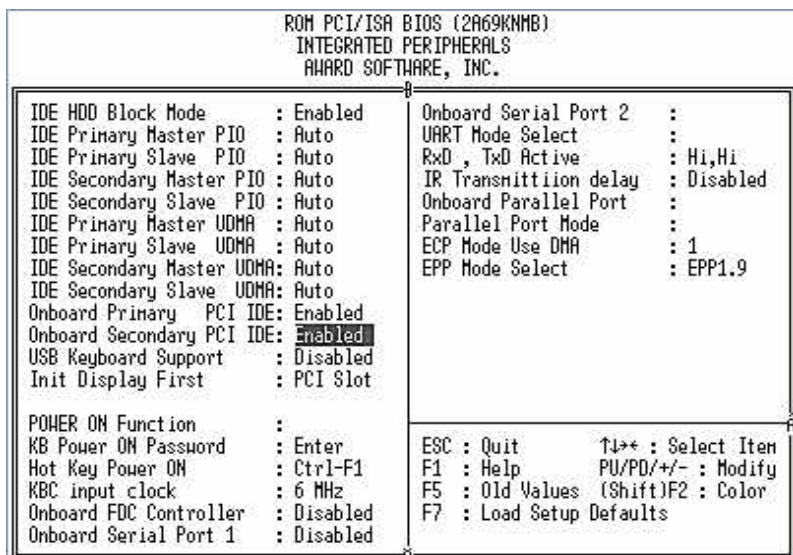 ROM PCI/ISA BIOS (2A69KNMB)
INTEGRATED PERIPHERALS
AWARD SOFTWARE, INC.
IDE HDD Block Mode : Enabled
IDE Primary Master PIO : Auto
IDE Primary Slave PIO : Auto
IDE Secondary Master PIO : Auto
IDE Secondary Slave PIO : Auto
IDE Primary Master UDMA : Auto
IDE Primary Slave UDMA : Auto
IDE Secondary Master UDMA: Auto
IDE Secondary Slave UDMA: Auto
Onboard Primary PCI IDE: Enabled
Onboard Secondary PCI IDE: Enabled
USB Keyboard Support : Disabled
Init Display First : PCI Slot
POWER ON Function :
KB Power ON Password : Enter
Hot Key Power ON : Ctrl-F1
KBC input clock : 6 MHz
Onboard FDC Controller : Disabled
Onboard Serial Port 1 : Disabled
Onboard Serial Port 2 :
UART Mode Select :
RxD , TxD Active : Hi,Hi
IR Transmittiion delay : Disabled
Onboard Parallel Port :
Parallel Port Mode :
ECP Mode Use DMA : 1
EPP Mode Select : EPP1.9
ESC : Quit ↑↓→← : Select Item
F1 : Help PU/PD/+/- : Modify
F5 : Old Values (Shift)F2 : Color
F7 : Load Setup Defaults